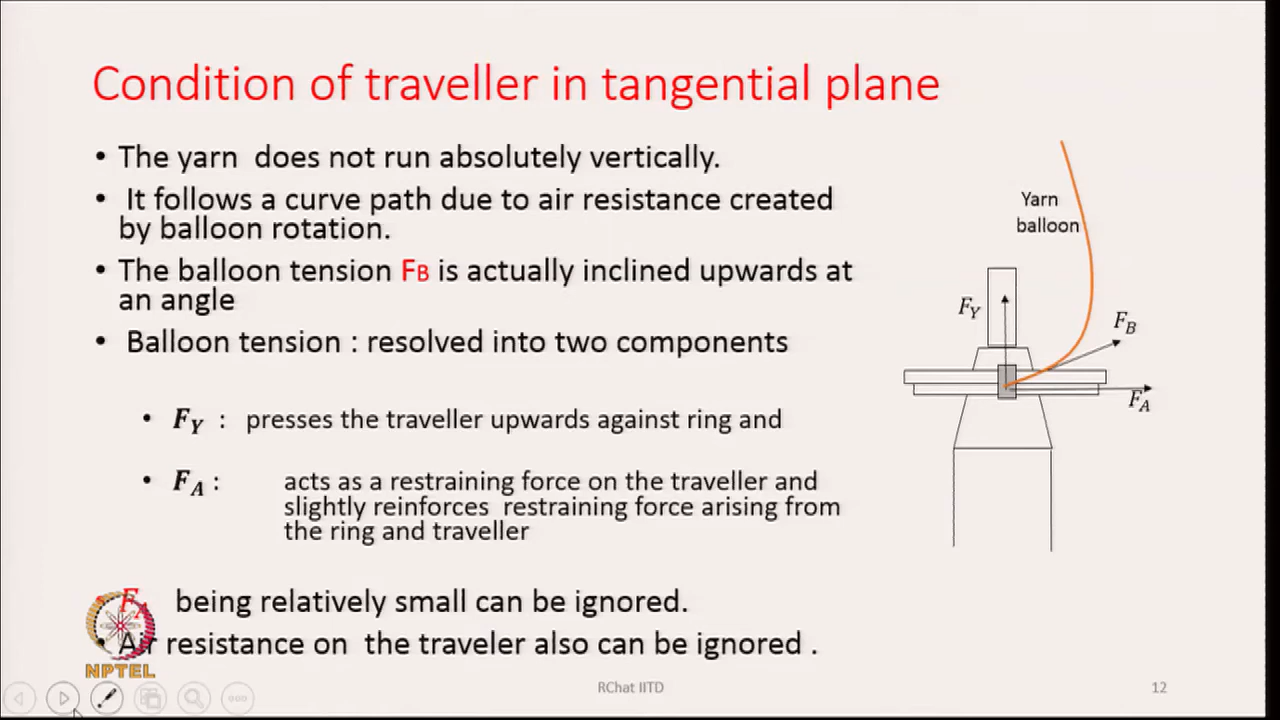 Condition of traveller in tangential plane
• The yarn does not run absolutely vertically.
• It follows a curve path due to air resistance created
by balloon rotation.
• The balloon tension FB is actually inclined upwards at
an angle
• Balloon tension : resolved into two components
• FY : presses the traveller upwards against ring and
• FA : acts as a restraining force on the traveller and
slightly reinforces restraining force arising from
the ring and traveller
FA being relatively small can be ignored.
• Air resistance on the traveler also can be ignored .
Yarn
balloon
FY
FB
FA
NPTEL
RChat IITD
12